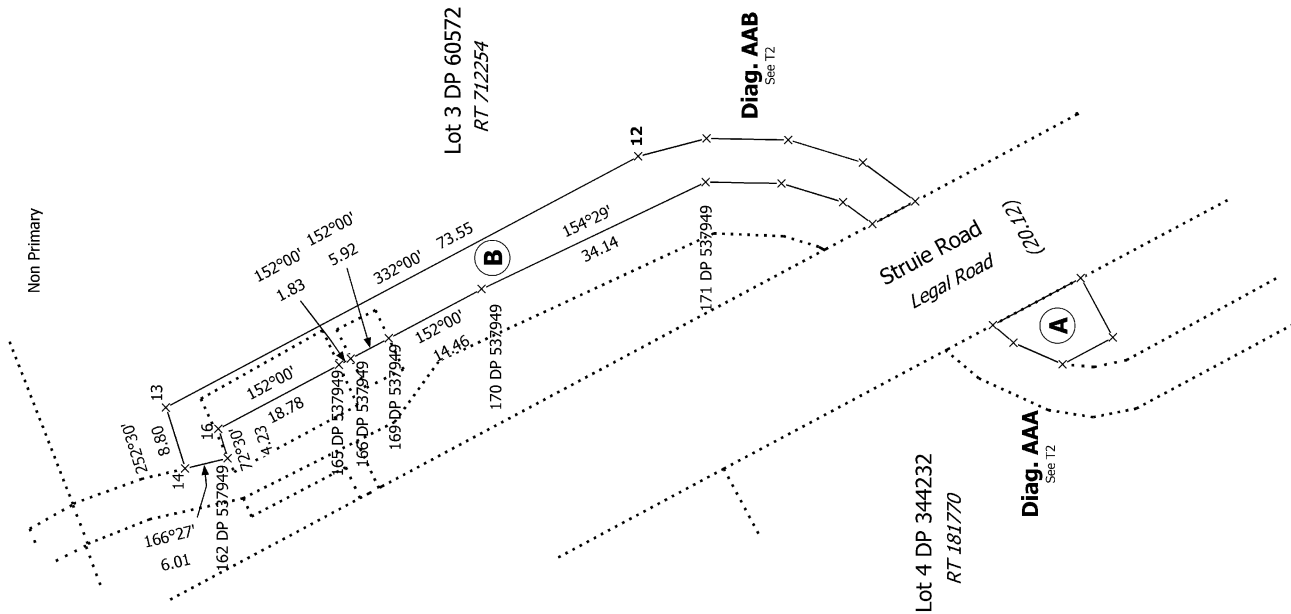 Non Primary
Lot 3 DP 60572
RT 712254
Diag. AAB
See T2
12
13
252°30'
8.80
14
16
72°30'
4.23
166°27'
6.01
162 DP 537949
152°00'
18.78
165 DP 537949
152°00'
1.83
152°00'
5.92
166 DP 537949
169 DP 537949
332°00'
73.55
152°00'
14.46
B
170 DP 537949
154°29'
34.14
171 DP 537949
Struie Road
Legal Road
(20.12)
A
Diag. AAA
See T2
Lot 4 DP 344232
RT 181770